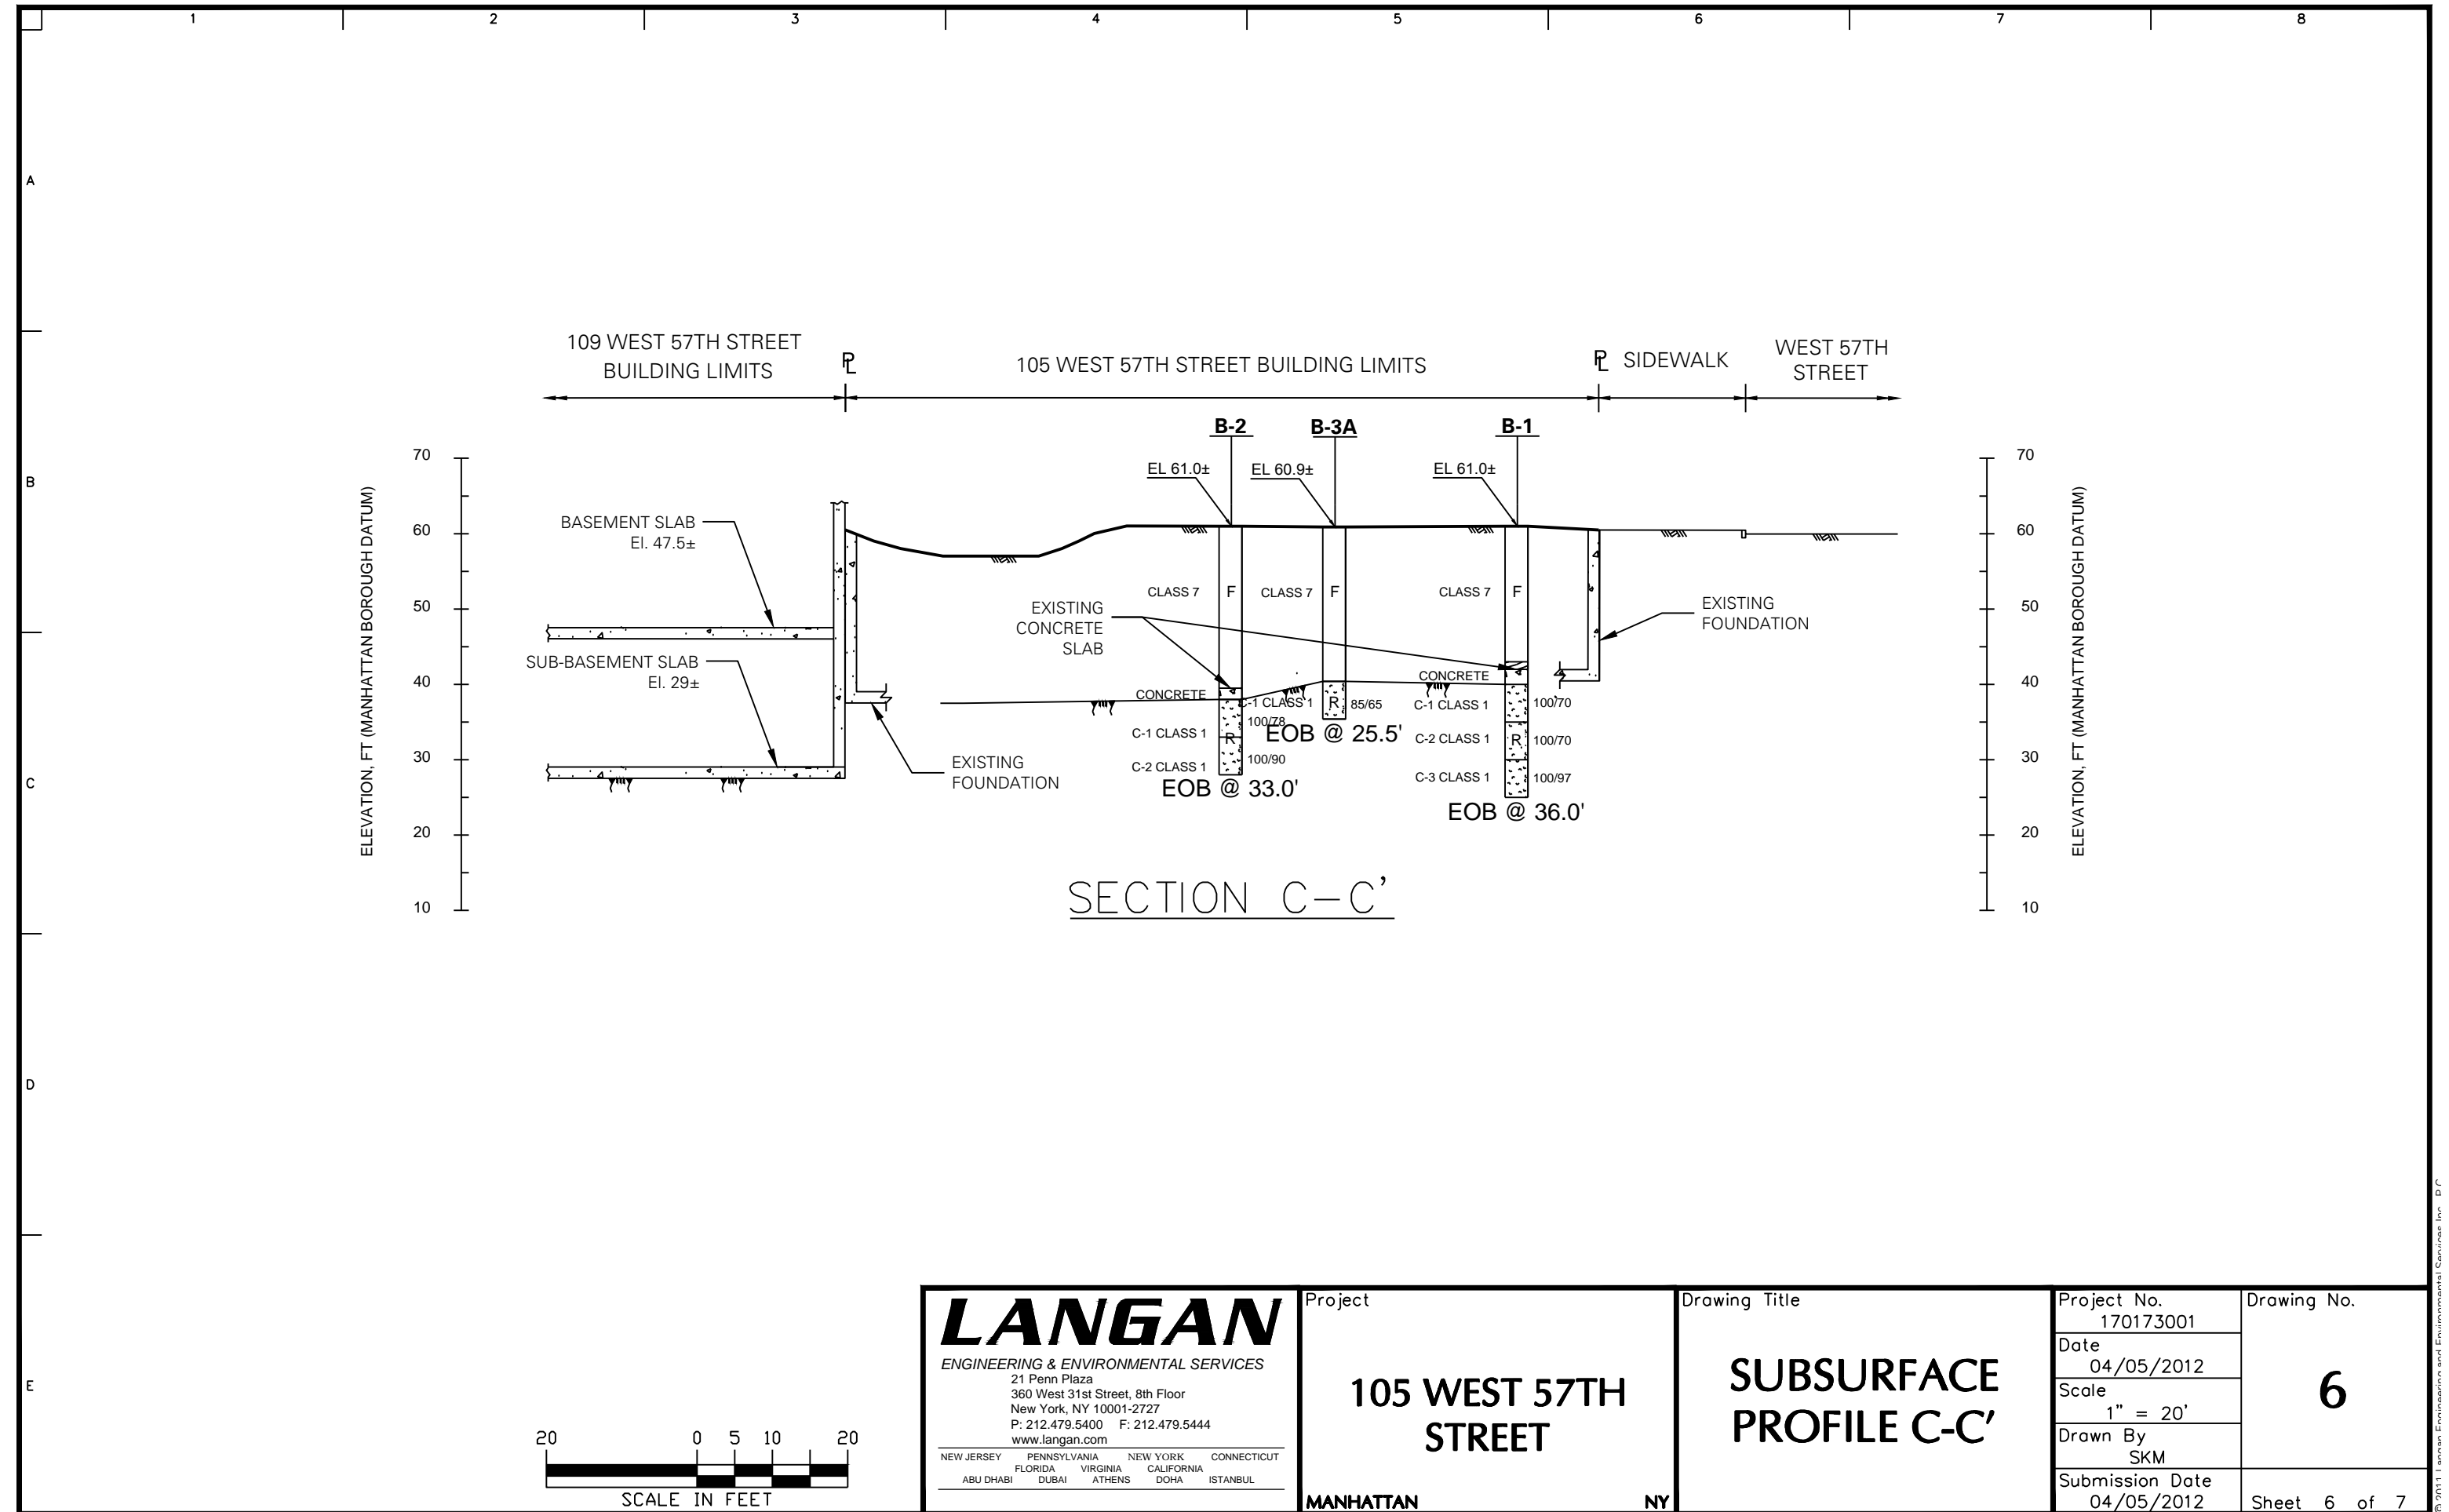 1 2 3 4 5 6 7 8
A
B
C
D
E
109 WEST 57TH STREET
BUILDING LIMITS
PL
105 WEST 57TH STREET BUILDING LIMITS
PL
SIDEWALK
WEST 57TH
STREET
B-2
B-3A
B-1
EL 61.0±
EL 60.9±
EL 61.0±
ELEVATION, FT (MANHATTAN BOROUGH DATUM)
70
60
50
40
30
20
10
BASEMENT SLAB
El. 47.5±
SUB-BASEMENT SLAB
El. 29±
EXISTING
CONCRETE
SLAB
EXISTING
FOUNDATION
CLASS 7 F
CONCRETE
C-1 CLASS 1 100/78
R
C-2 CLASS 1 100/90
EOB @ 33.0'
CLASS 7 F
C-1 CLASS 1 R 85/65
EOB @ 25.5'
CLASS 7 F
CONCRETE
C-1 CLASS 1 100/70
C-2 CLASS 1 R 100/70
C-3 CLASS 1 100/97
EOB @ 36.0'
EXISTING
FOUNDATION
70
60
50
40
30
20
10
ELEVATION, FT (MANHATTAN BOROUGH DATUM)
SECTION C-C'
20 0 5 10 20
SCALE IN FEET
LANGAN
ENGINEERING & ENVIRONMENTAL SERVICES
21 Penn Plaza
360 West 31st Street, 8th Floor
New York, NY 10001-2727
P: 212.479.5400 F: 212.479.5444
www.langan.com
NEW JERSEY PENNSYLVANIA NEW YORK CONNECTICUT
FLORIDA VIRGINIA CALIFORNIA
ABU DHABI DUBAI ATHENS DOHA ISTANBUL
Project
105 WEST 57TH
STREET
MANHATTAN NY
Drawing Title
SUBSURFACE
PROFILE C-C'
Project No.
170173001
Date
04/05/2012
Scale
1" = 20'
Drawn By
SKM
Submission Date
04/05/2012
Drawing No.
6
Sheet 6 of 7
© 2011 Langan Engineering and Environmental Services Inc., P.C.